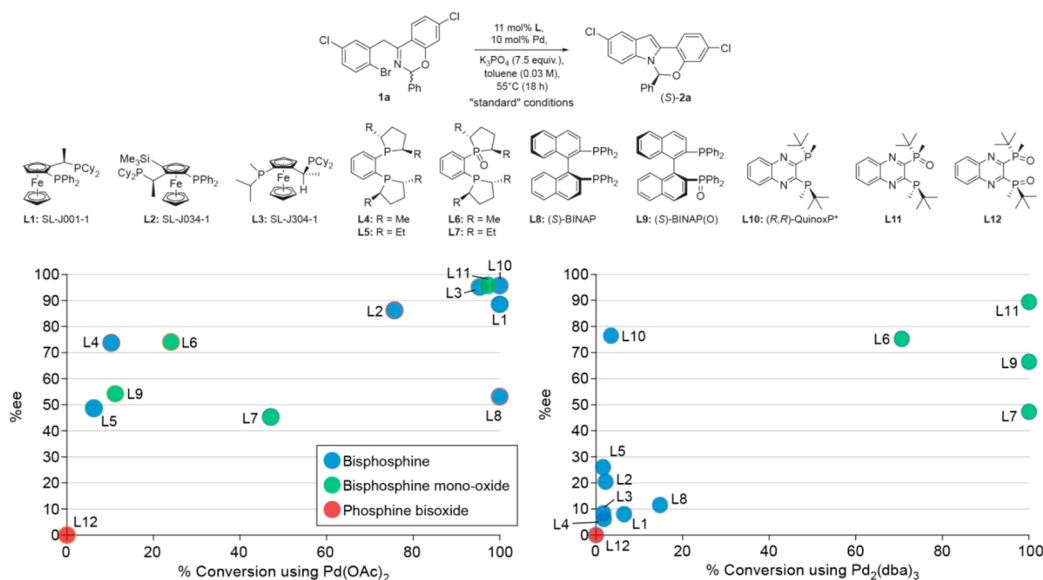 Cl
Cl
Br
N
O
Ph
1a
11 mol% L,
10 mol% Pd,
K₃PO₄ (7.5 equiv.),
toluene (0.03 M),
55°C (18 h)
"standard" conditions
Cl
Cl
N
O
Ph
(S)-2a
PCy₂
Fe
PPh₂
L1: SL-J001-1
Me₃Si
PCy₂
Fe
PPh₂
L2: SL-J034-1
P
Fe
PCy₂
H
L3: SL-J304-1
R
P
R
R
P
R
L4: R = Me
L5: R = Et
R
P=O
R
R
P
R
L6: R = Me
L7: R = Et
PPh₂
PPh₂
L8: (S)-BINAP
PPh₂
PPh₂
O
L9: (S)-BINAP(O)
N
P
N
P
L10: (R,R)-QuinoxP*
N
P
O
N
P
L11
N
P
O
N
P=O
L12
100
90
80
70
60
50
40
30
20
10
0
%ee
L11
L10
L3
L1
L2
L4
L6
L9
L5
L7
L8
L12
Bisphosphine
Bisphosphine mono-oxide
Phosphine bisoxide
0
20
40
60
80
100
% Conversion using Pd(OAc)₂
100
90
80
70
60
50
40
30
20
10
0
%ee
L11
L10
L6
L9
L7
L5
L2
L3
L8
L4
L1
L12
0
20
40
60
80
100
% Conversion using Pd₂(dba)₃